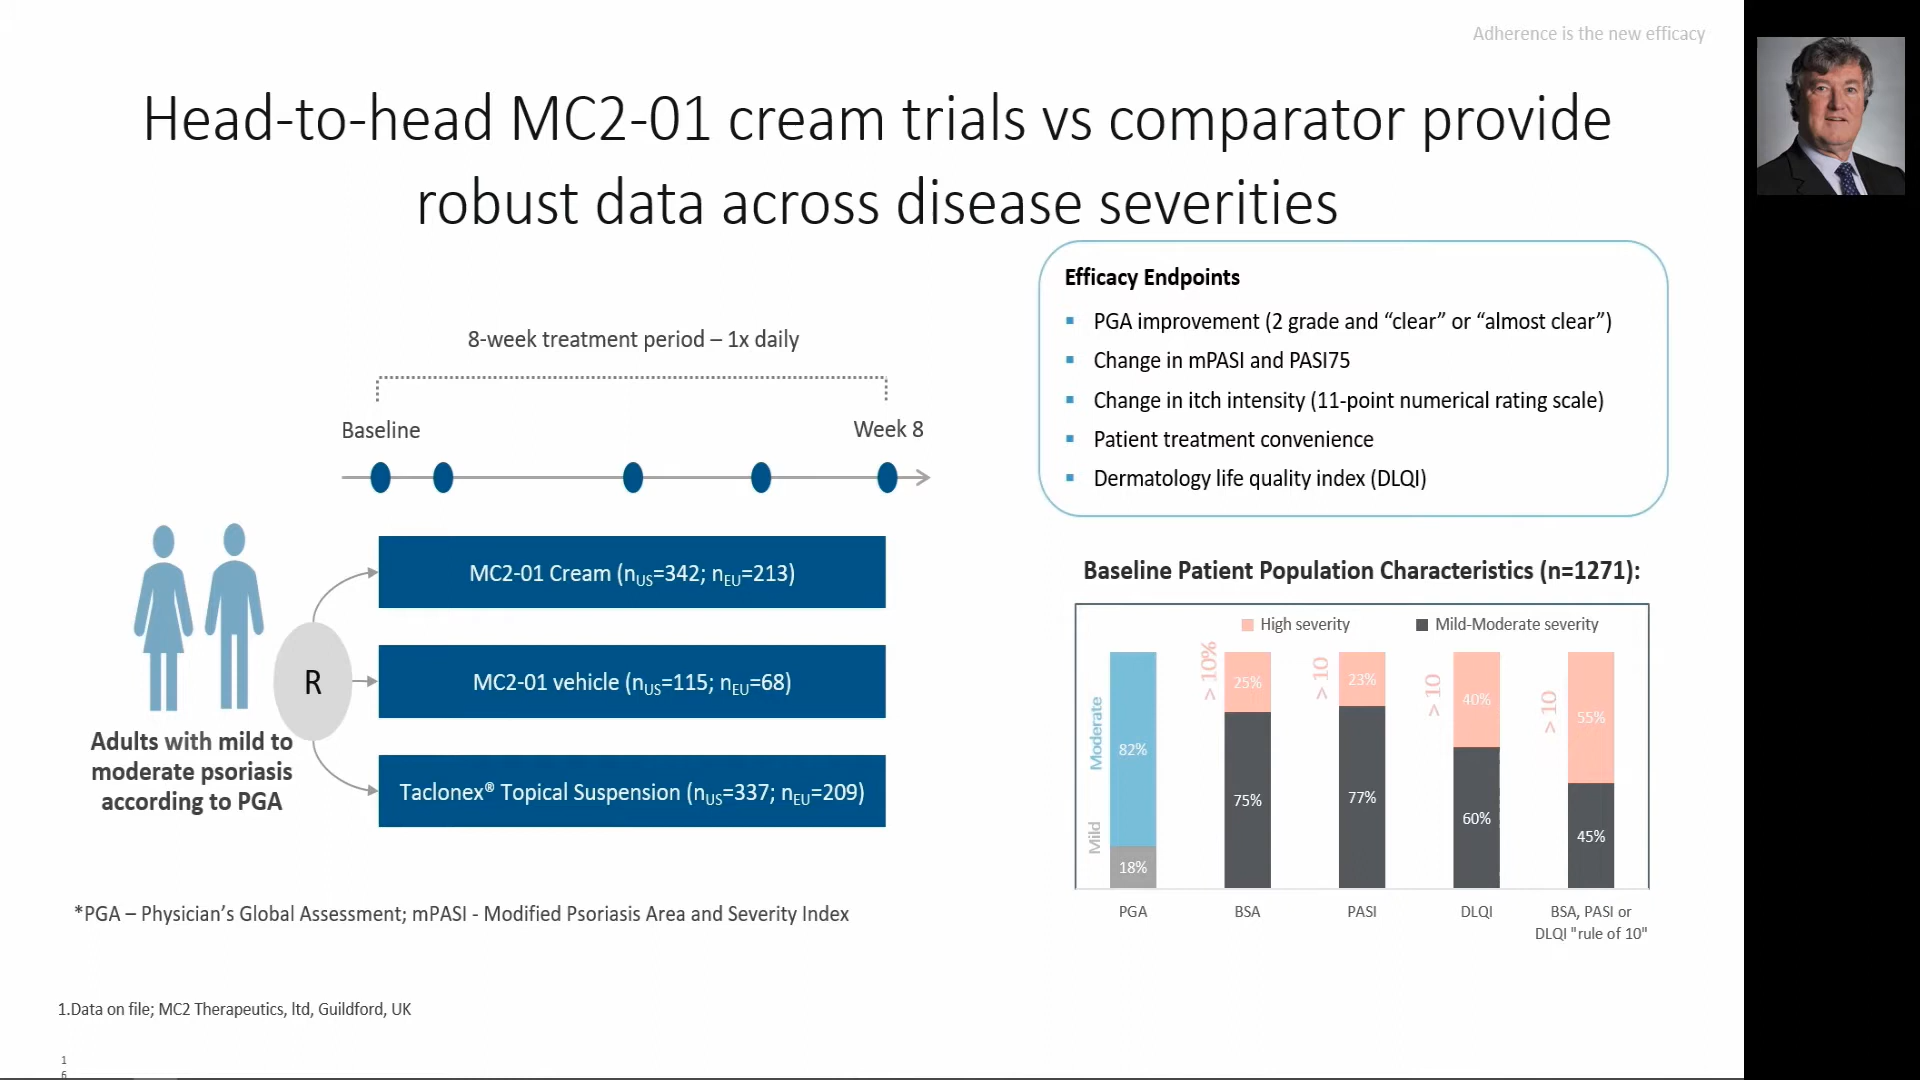 Adherence is the new efficacy
Head-to-head MC2-01 cream trials vs comparator provide
robust data across disease severities
8-week treatment period – 1x daily
Baseline
Week 8
R
Adults with mild to
moderate psoriasis
according to PGA
MC2-01 Cream (nUS=342; nEU=213)
MC2-01 vehicle (nUS=115; nEU=68)
Taclonex® Topical Suspension (nUS=337; nEU=209)
Efficacy Endpoints
▪ PGA improvement (2 grade and “clear” or “almost clear”)
▪ Change in mPASI and PASI75
▪ Change in itch intensity (11-point numerical rating scale)
▪ Patient treatment convenience
▪ Dermatology life quality index (DLQI)
Baseline Patient Population Characteristics (n=1271):
High severity
Mild-Moderate severity
Moderate
Mild
82%
18%
> 10%
25%
75%
> 10
23%
77%
> 10
40%
60%
> 10
55%
45%
PGA
BSA
PASI
DLQI
BSA, PASI or
DLQI "rule of 10"
*PGA – Physician’s Global Assessment; mPASI - Modified Psoriasis Area and Severity Index
1.Data on file; MC2 Therapeutics, ltd, Guildford, UK
1
6